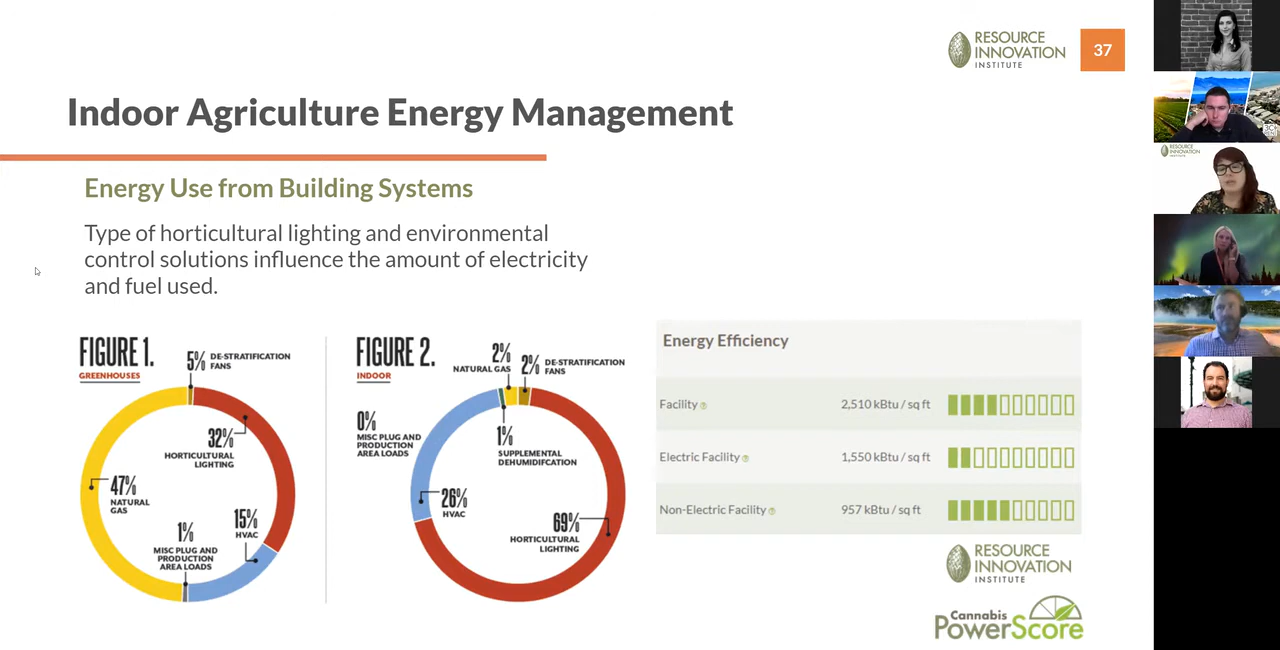 RESOURCE
INNOVATION
INSTITUTE
37
Indoor Agriculture Energy Management
Energy Use from Building Systems
Type of horticultural lighting and environmental
control solutions influence the amount of electricity
and fuel used.
FIGURE 1.
GREENHOUSES
5% DE-STRATIFICATION
FANS
32%
HORTICULTURAL
LIGHTING
47%
NATURAL
GAS
15%
HVAC
1%
MISC PLUG AND
PRODUCTION
AREA LOADS
FIGURE 2.
INDOOR
2%
NATURAL GAS
2% DE-STRATIFICATION
FANS
0%
MISC PLUG AND
PRODUCTION
AREA LOADS
1%
SUPPLEMENTAL
DEHUMIDIFCATION
26%
HVAC
69%
HORTICULTURAL
LIGHTING
Energy Efficiency
Facility 2,510 kBtu / sq ft
Electric Facility 1,550 kBtu / sq ft
Non-Electric Facility 957 kBtu / sq ft
RESOURCE
INNOVATION
INSTITUTE
Cannabis
PowerScore
RESOURCE
INNOVATION